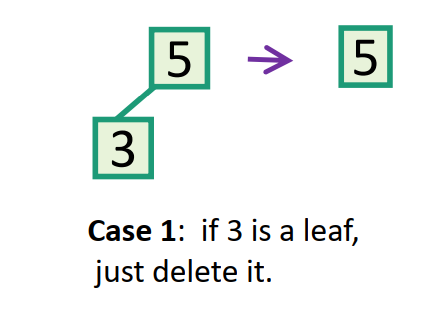 5 5
3
Case 1: if 3 is a leaf,
just delete it.